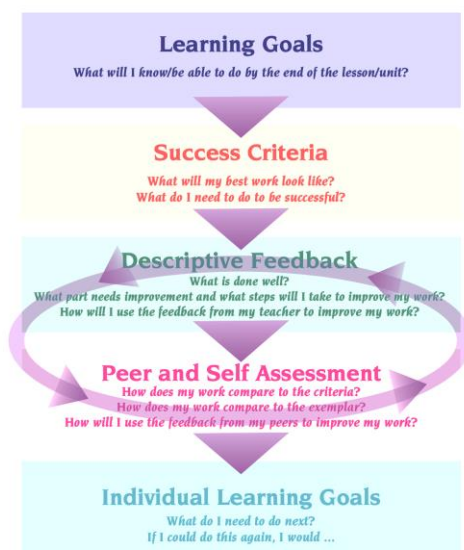 Learning Goals
What will I know/be able to do by the end of the lesson/unit?
Success Criteria
What will my best work look like?
What do I need to do to be successful?
Descriptive Feedback
What is done well?
What part needs improvement and what steps will I take to improve my work?
How will I use the feedback from my teacher to improve my work?
Peer and Self Assessment
How does my work compare to the criteria?
How does my work compare to the exemplar?
How will I use the feedback from my peers to improve my work?
Individual Learning Goals
What do I need to do next?
If I could do this again, I would ...